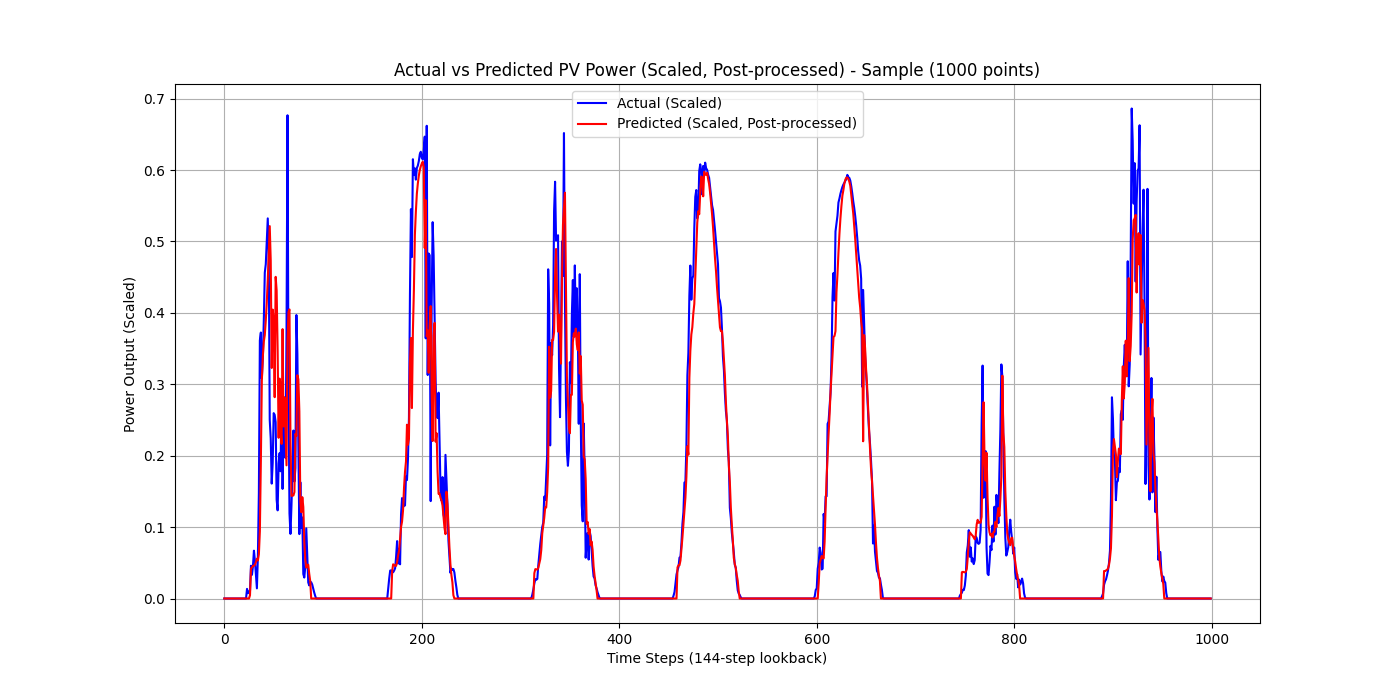 Actual vs Predicted PV Power (Scaled, Post-processed) - Sample (1000 points)
Actual (Scaled)
Predicted (Scaled, Post-processed)
Power Output (Scaled)
0.7
0.6
0.5
0.4
0.3
0.2
0.1
0.0
0 200 400 600 800 1000
Time Steps (144-step lookback)